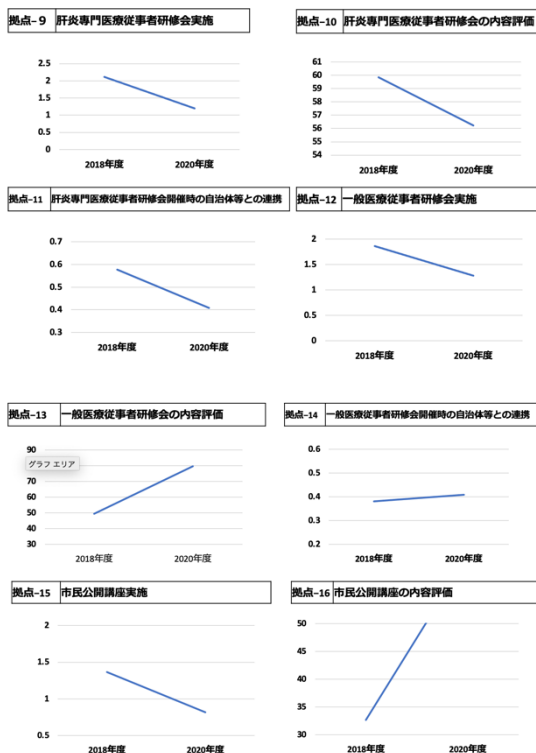 拠点-９ 肝炎専門医療従事者研修会実施
2.5
2
1.5
1
0.5
0
2018年度 2020年度
拠点-10 肝炎専門医療従事者研修会の内容評価
61
60
59
58
57
56
55
54
2018年度 2020年度
拠点-11 肝炎専門医療従事者研修会開催時の自治体等との連携
0.7
0.6
0.5
0.4
0.3
2018年度 2020年度
拠点-12 一般医療従事者研修会実施
2
1.5
1
0.5
0
2018年度 2020年度
拠点-13 一般医療従事者研修会の内容評価
90
グラフ エリア
70
60
50
40
30
2018年度 2020年度
拠点-14 一般医療従事者研修会開催時の自治体等との連携
0.6
0.5
0.4
0.3
0.2
2018年度 2020年度
拠点-15 市民公開講座実施
2
1.5
1
0.5
2018年度 2020年度
拠点-16 市民公開講座の内容評価
50
45
40
35
30
2018年度 2020年度